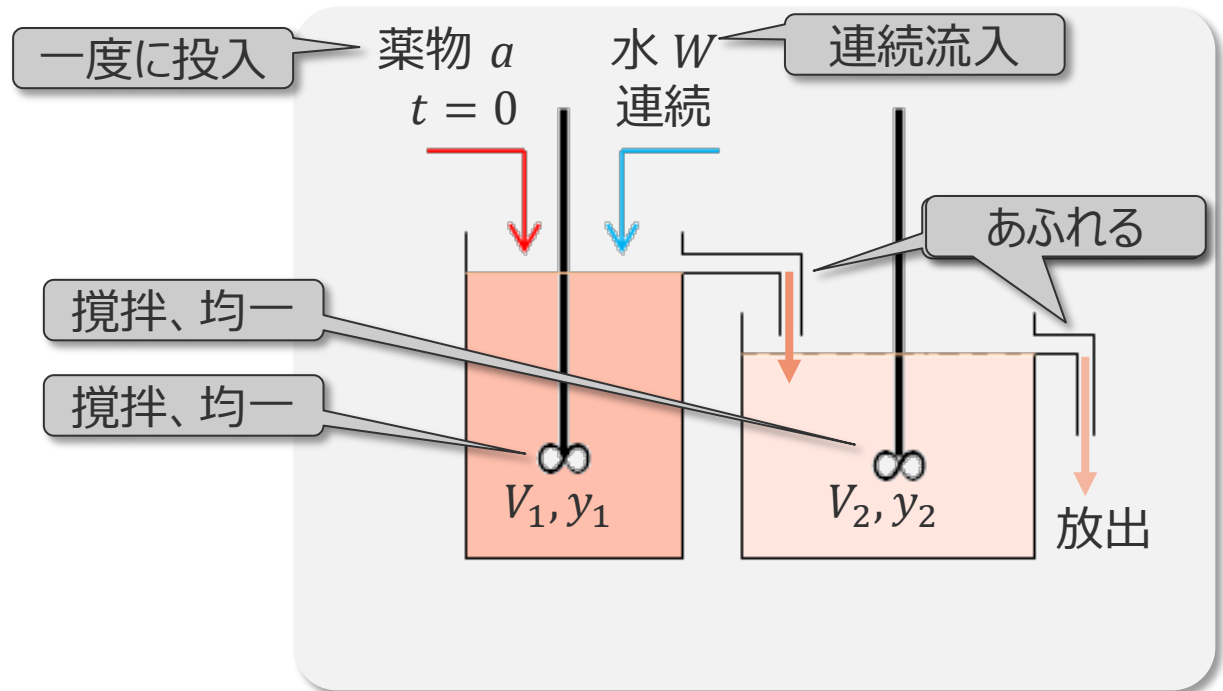 一度に投入
薬物 a
t = 0
水 W
連続
連続流入
あふれる
撹拌、均一
撹拌、均一
V₁, y₁
V₂, y₂
放出